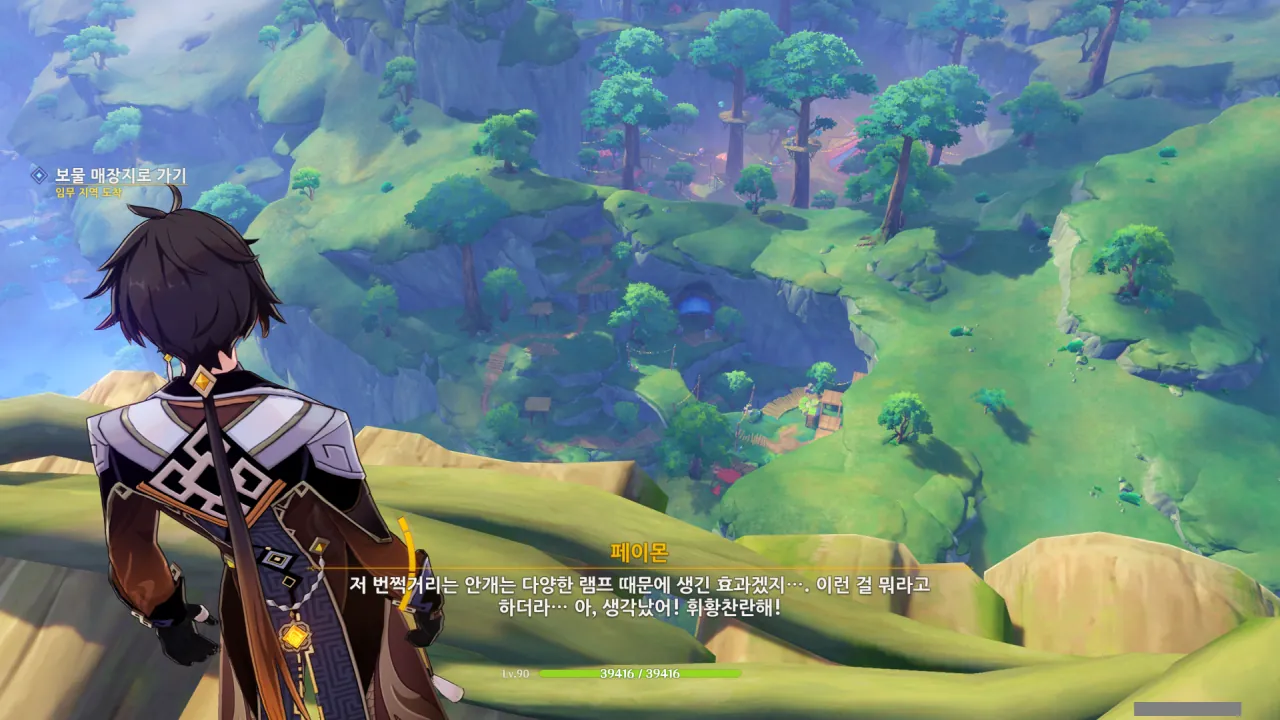 보물 매장지로 가기
임무 지역 도착
페이몬
저 번쩍거리는 안개는 다양한 램프 때문에 생긴 효과겠지…. 이런 걸 뭐라고
하더라… 아, 생각났어! 휘황찬란해!
Lv.90 39416 / 39416